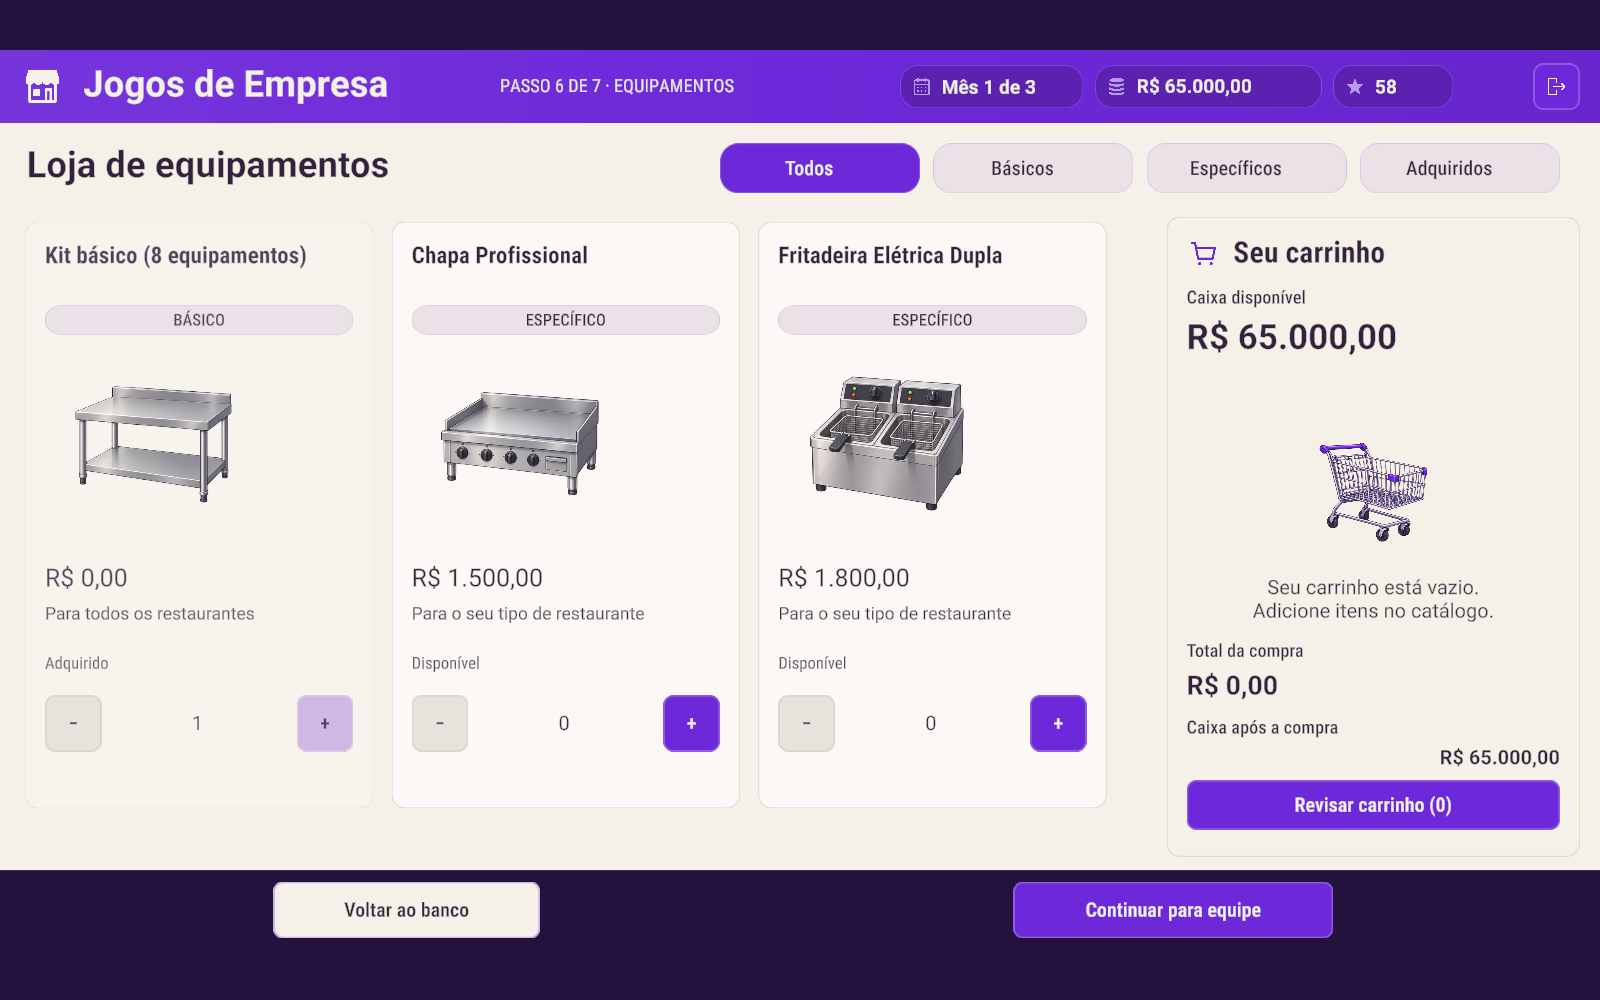 Jogos de Empresa
PASSO 6 DE 7 · EQUIPAMENTOS
Mês 1 de 3
R$ 65.000,00
58
Loja de equipamentos
Todos
Básicos
Específicos
Adquiridos
Kit básico (8 equipamentos)
BÁSICO
R$ 0,00
Para todos os restaurantes
Adquirido
-
1
+
Chapa Profissional
ESPECÍFICO
R$ 1.500,00
Para o seu tipo de restaurante
Disponível
-
0
+
Fritadeira Elétrica Dupla
ESPECÍFICO
R$ 1.800,00
Para o seu tipo de restaurante
Disponível
-
0
+
Seu carrinho
Caixa disponível
R$ 65.000,00
Seu carrinho está vazio.
Adicione itens no catálogo.
Total da compra
R$ 0,00
Caixa após a compra
R$ 65.000,00
Revisar carrinho (0)
Voltar ao banco
Continuar para equipe